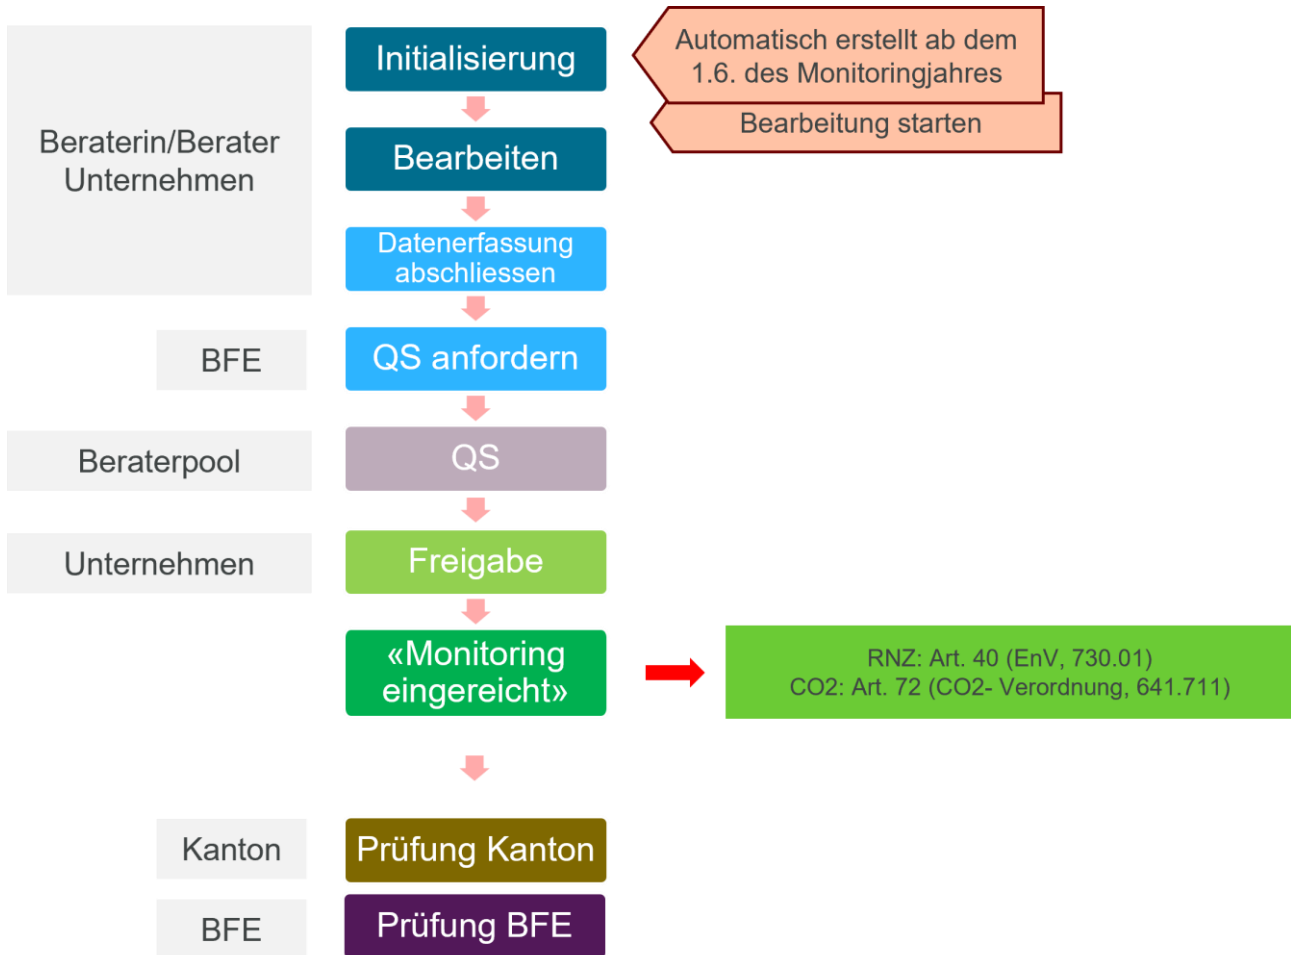 Initialisierung
Automatisch erstellt ab dem
1.6. des Monitoringjahres
Bearbeitung starten
Beraterin/Berater
Unternehmen
Bearbeiten
Datenerfassung
abschliessen
BFE
QS anfordern
Beraterpool
QS
Unternehmen
Freigabe
«Monitoring
eingereicht»
RNZ: Art. 40 (EnV, 730.01)
CO2: Art. 72 (CO2- Verordnung, 641.711)
Kanton
Prüfung Kanton
BFE
Prüfung BFE